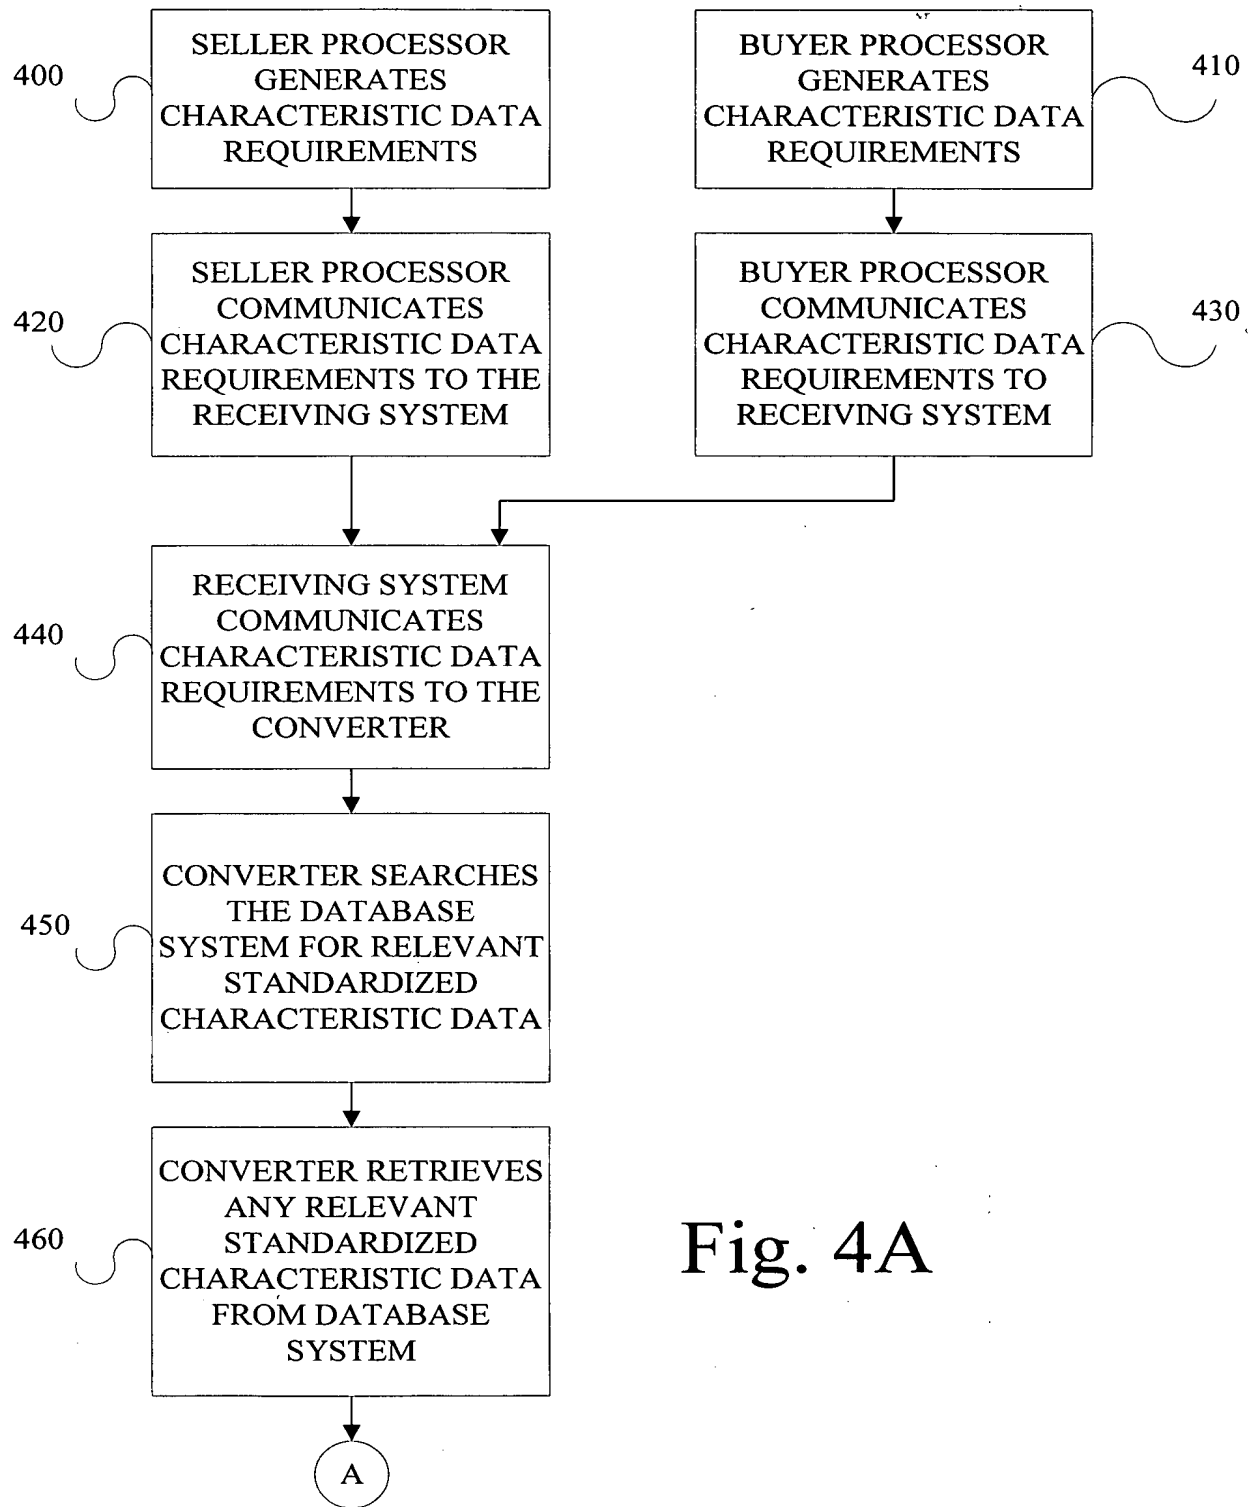 400
SELLER PROCESSOR
GENERATES
CHARACTERISTIC DATA
REQUIREMENTS
BUYER PROCESSOR
GENERATES
CHARACTERISTIC DATA
REQUIREMENTS
410
420
SELLER PROCESSOR
COMMUNICATES
CHARACTERISTIC DATA
REQUIREMENTS TO THE
RECEIVING SYSTEM
BUYER PROCESSOR
COMMUNICATES
CHARACTERISTIC DATA
REQUIREMENTS TO
RECEIVING SYSTEM
430
440
RECEIVING SYSTEM
COMMUNICATES
CHARACTERISTIC DATA
REQUIREMENTS TO THE
CONVERTER
450
CONVERTER SEARCHES
THE DATABASE
SYSTEM FOR RELEVANT
STANDARDIZED
CHARACTERISTIC DATA
460
CONVERTER RETRIEVES
ANY RELEVANT
STANDARDIZED
CHARACTERISTIC DATA
FROM DATABASE
SYSTEM
Fig. 4A
A